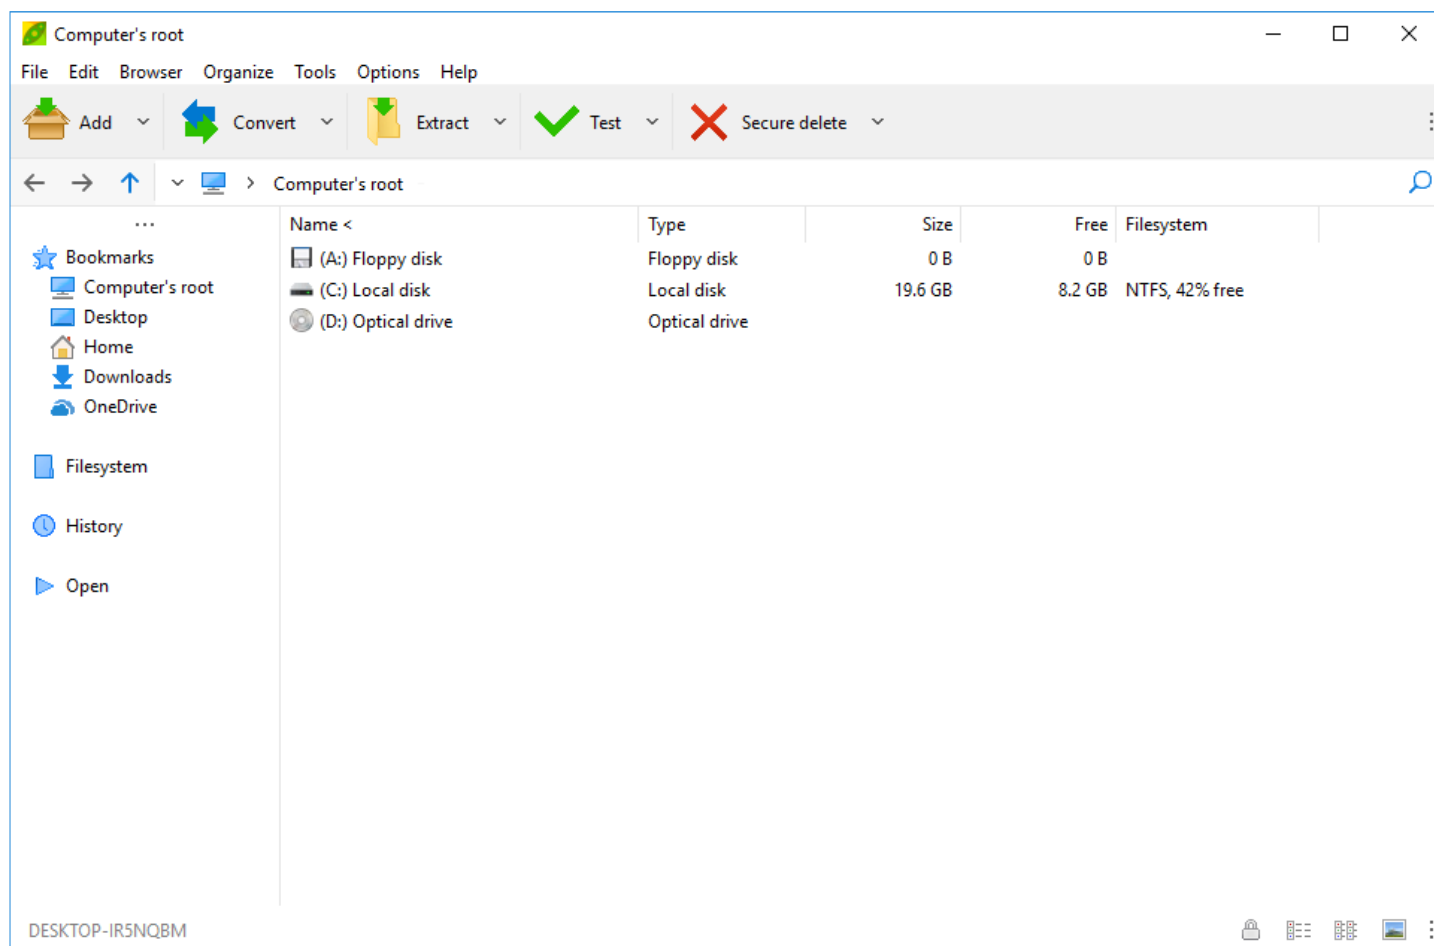 Computer's root
File Edit Browser Organize Tools Options Help
Add Convert Extract Test Secure delete
Computer's root
... Name < Type Size Free Filesystem
Bookmarks (A:) Floppy disk Floppy disk 0 B 0 B
Computer's root (C:) Local disk Local disk 19.6 GB 8.2 GB NTFS, 42% free
Desktop (D:) Optical drive Optical drive
Home
Downloads
OneDrive
Filesystem
History
Open
DESKTOP-IR5NQBM